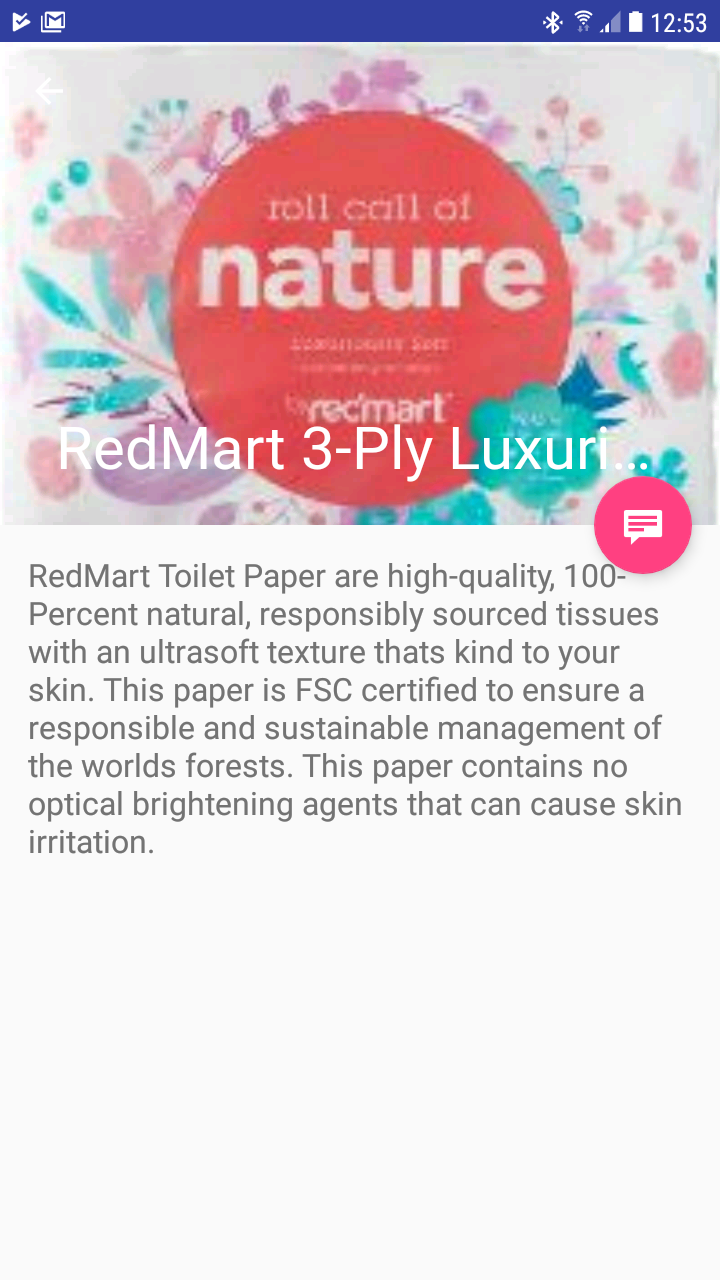 12:53
roll call of
nature
Luxuriously Soft
by redmart
RedMart 3-Ply Luxuri...
RedMart Toilet Paper are high-quality, 100-
Percent natural, responsibly sourced tissues
with an ultrasoft texture thats kind to your
skin. This paper is FSC certified to ensure a
responsible and sustainable management of
the worlds forests. This paper contains no
optical brightening agents that can cause skin
irritation.